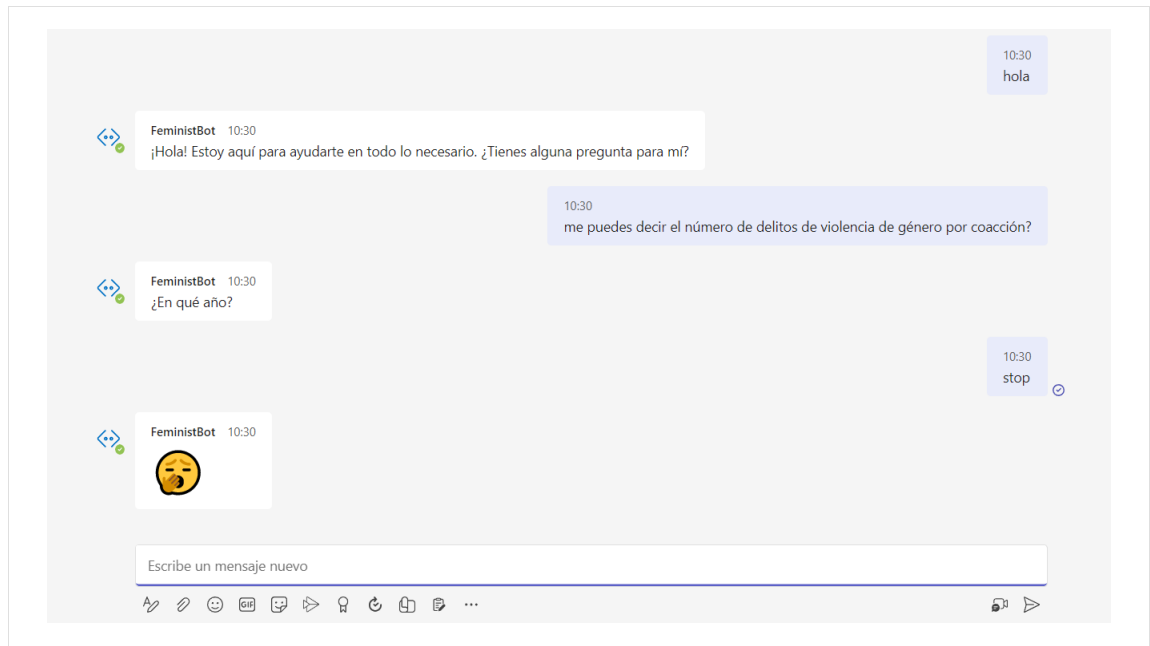 10:30
hola
FeministBot 10:30
¡Hola! Estoy aquí para ayudarte en todo lo necesario. ¿Tienes alguna pregunta para mí?
10:30
me puedes decir el número de delitos de violencia de género por coacción?
FeministBot 10:30
¿En qué año?
10:30
stop
FeministBot 10:30
Escribe un mensaje nuevo
GIF